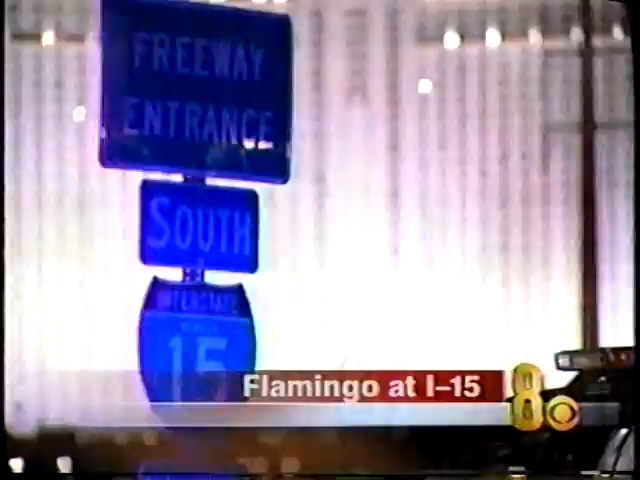 FREEWAY
ENTRANCE
SOUTH
INTERSTATE
15
Flamingo at I-15
8